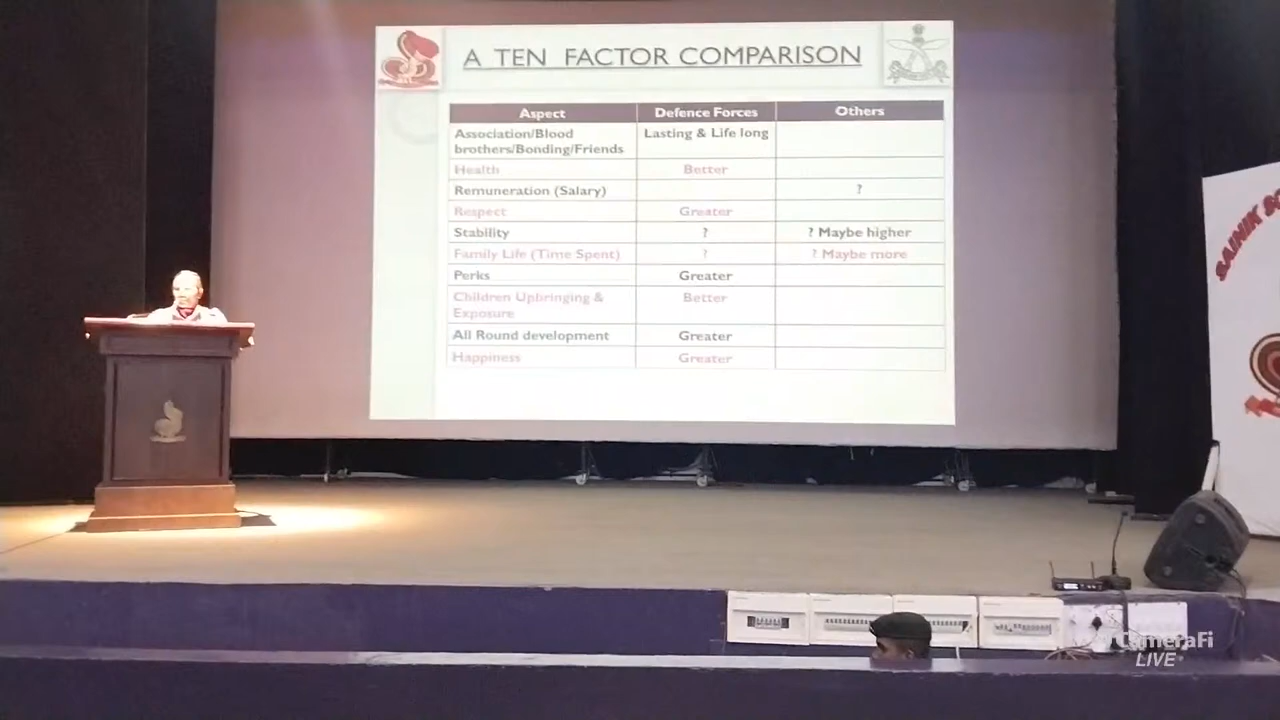 A TEN FACTOR COMPARISON
Aspect Defence Forces Others
Association/Blood brothers/Bonding/Friends Lasting & Life long
Health Better
Remuneration (Salary) ?
Respect Greater
Stability ? ? Maybe higher
Family Life (Time Spent) ? ? Maybe more
Perks Greater
Children Upbringing & Exposure Better
All Round development Greater
Happiness Greater
SAINIK
CameraFi
LIVE